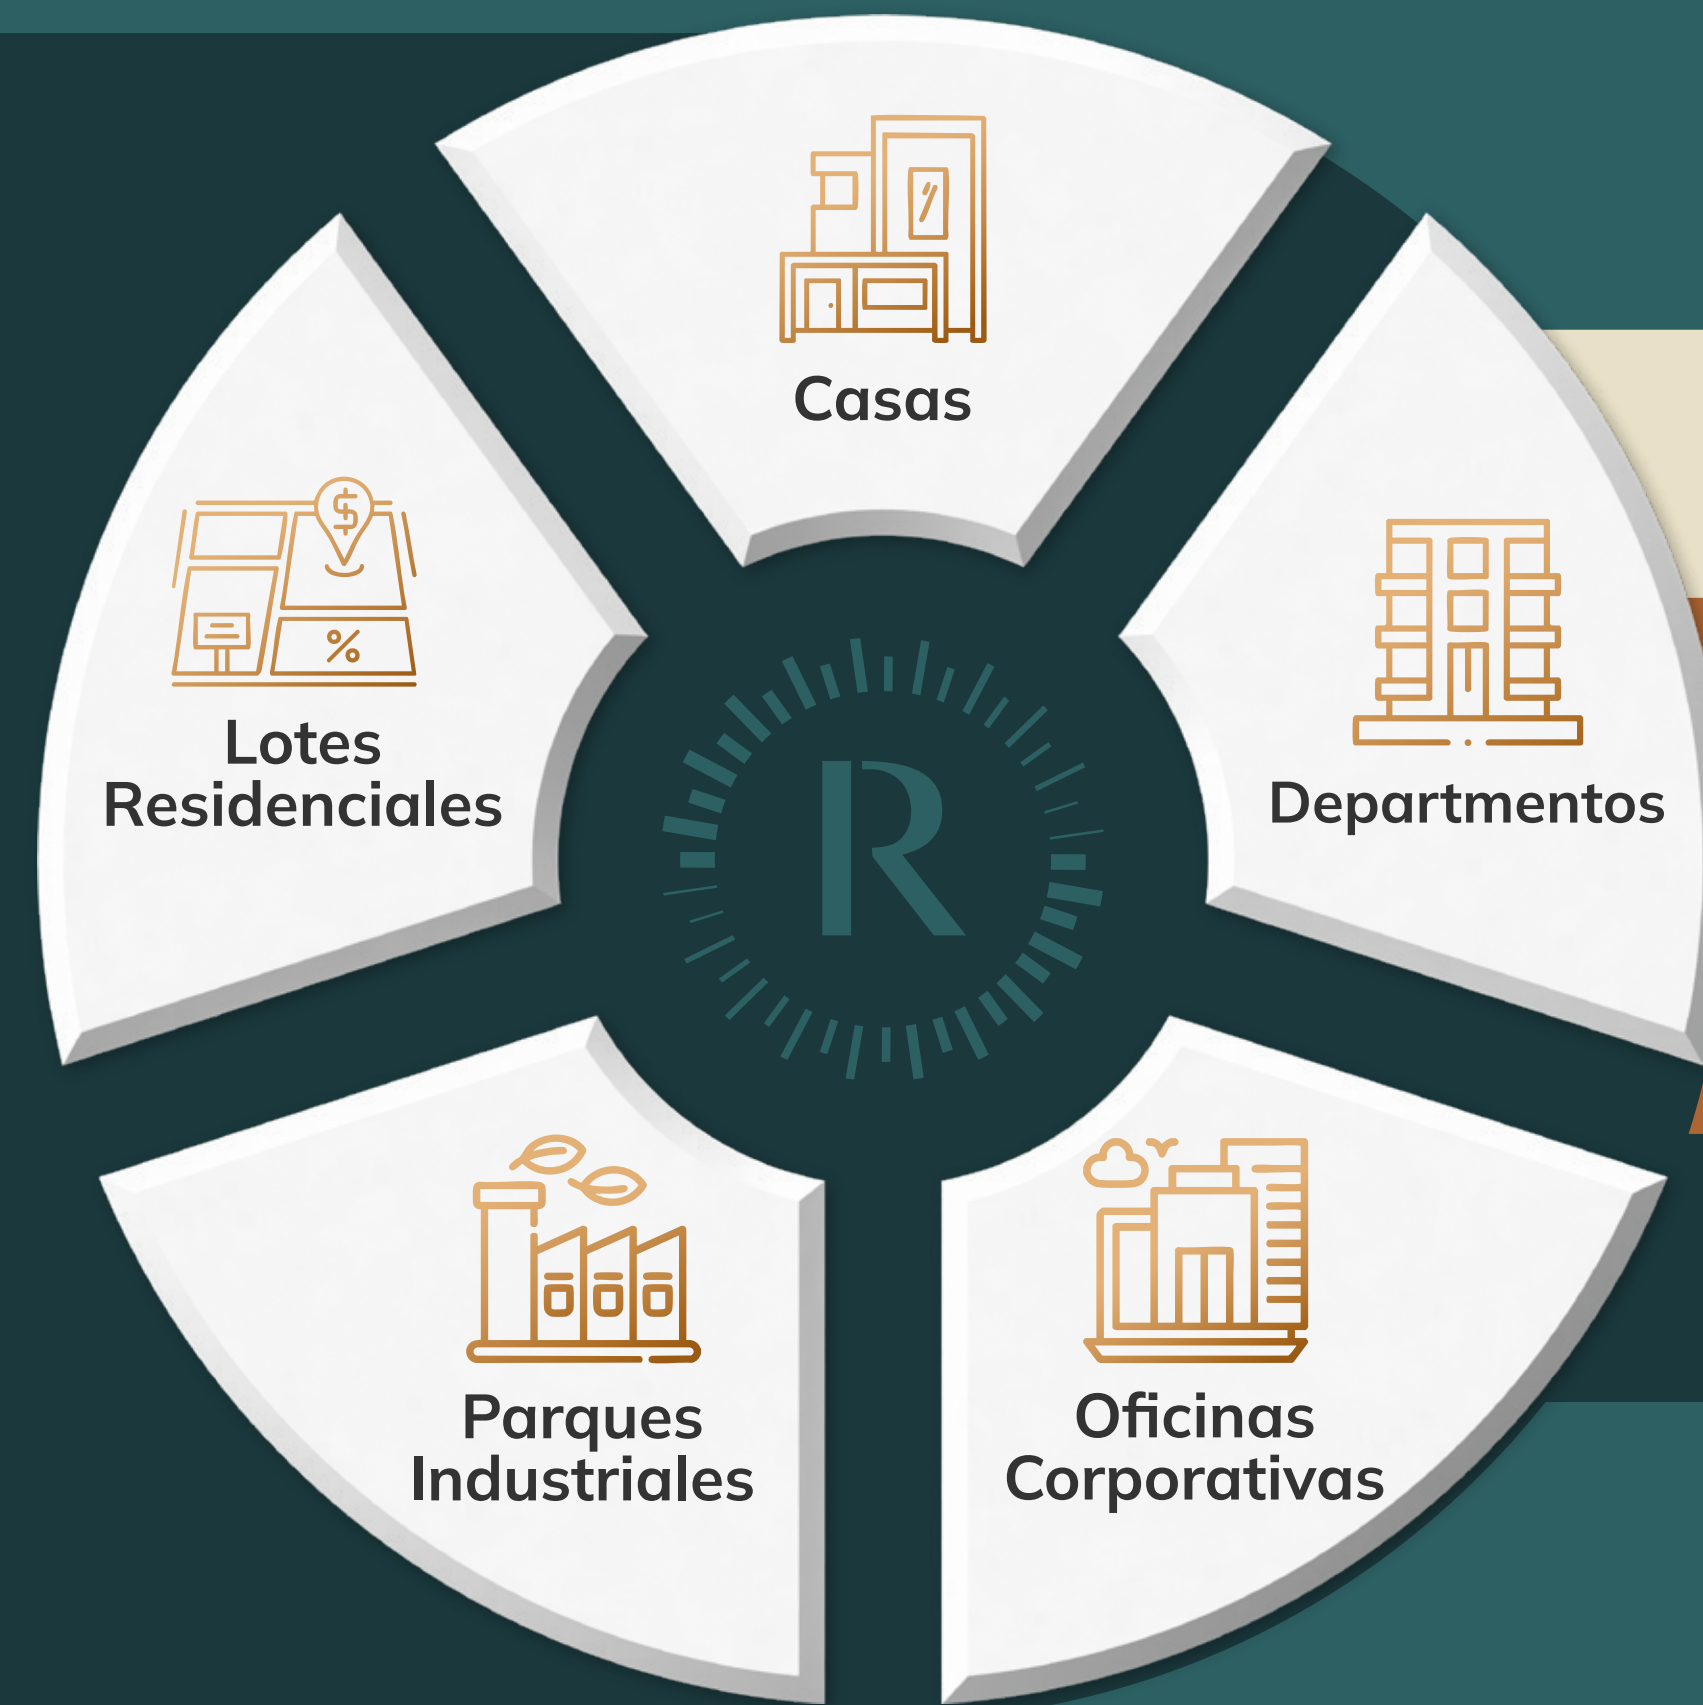 Casas
$
%
Lotes
Residenciales
Departmentos
R
Parques
Industriales
Oficinas
Corporativas